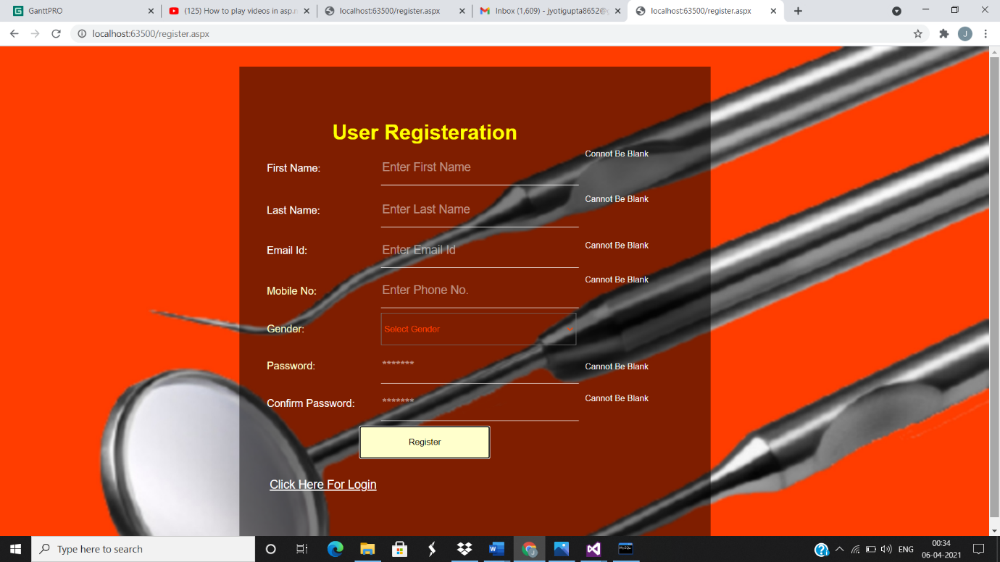 GanttPRO
(125) How to play videos in asp.n
localhost:63500/register.aspx
Inbox (1,609) - jyotigupta8652@g
localhost:63500/register.aspx
localhost:63500/register.aspx
J
User Registeration
Connot Be Blank
First Name:
Enter First Name
Cannot Be Blank
Last Name:
Enter Last Name
Cannot Be Blank
Email Id:
Enter Email Id
Cannot Be Blank
Mobile No:
Enter Phone No.
Gender:
Select Gender
Password:
*******
Cannot Be Blank
Confirm Password:
*******
Cannot Be Blank
Register
Click Here For Login
Type here to search
ENG
00:34
06-04-2021